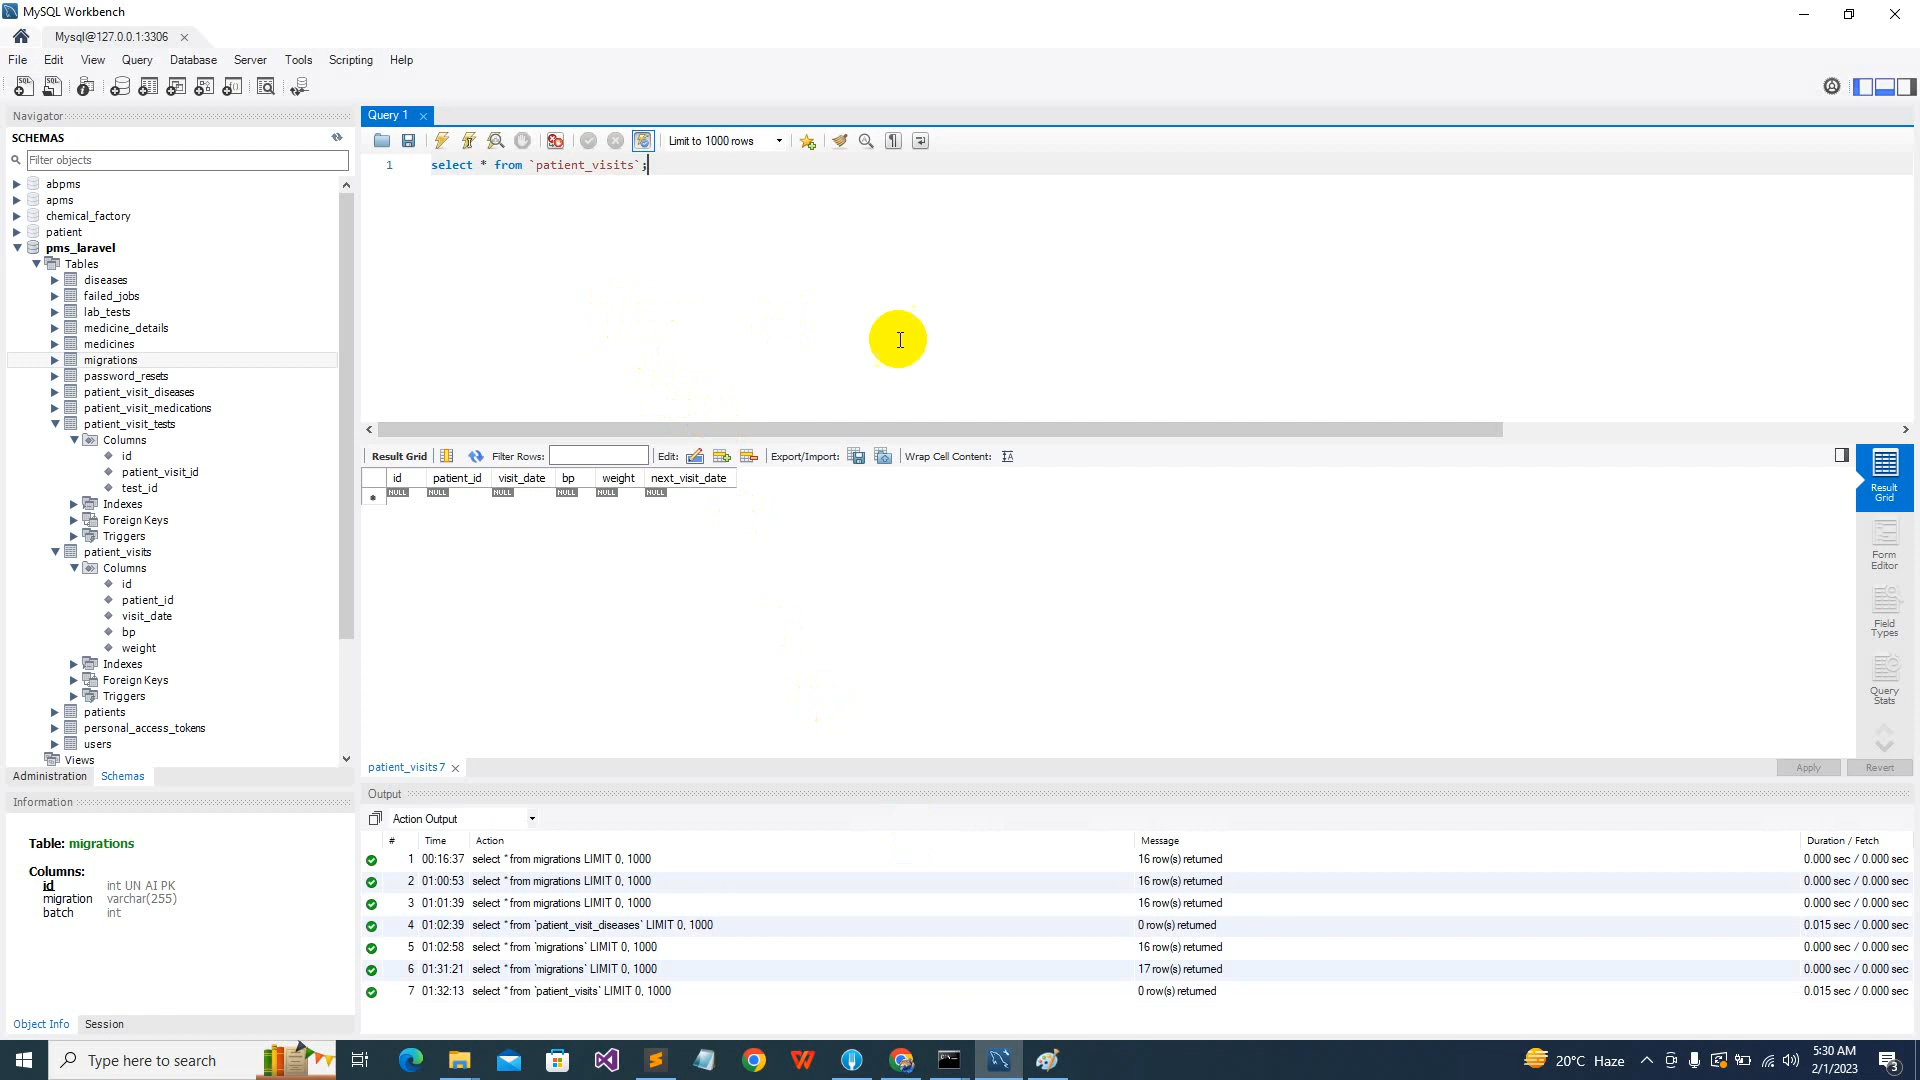 MySQL Workbench
Mysql@127.0.0.1:3306
File Edit View Query Database Server Tools Scripting Help
Navigator
SCHEMAS
Filter objects
abpms
apms
chemical_factory
patient
pms_laravel
Tables
diseases
failed_jobs
lab_tests
medicine_details
medicines
migrations
password_resets
patient_visit_diseases
patient_visit_medications
patient_visit_tests
Columns
id
patient_visit_id
test_id
Indexes
Foreign Keys
Triggers
patient_visits
Columns
id
patient_id
visit_date
bp
weight
Indexes
Foreign Keys
Triggers
patients
personal_access_tokens
users
Views
Administration Schemas
Information
Table: migrations
Columns:
id int UN AI PK
migration varchar(255)
batch int
Object Info Session
Query 1
Limit to 1000 rows
1 select * from `patient_visits`;
Result Grid Filter Rows: Edit: Export/Import: Wrap Cell Content:
id patient_id visit_date bp weight next_visit_date
NULL NULL NULL NULL NULL NULL
Result Grid
Form Editor
Field Types
Query Stats
patient_visits7
Apply Revert
Output
Action Output
# Time Action Message Duration / Fetch
1 00:16:37 select * from migrations LIMIT 0, 1000 16 row(s) returned 0.000 sec / 0.000 sec
2 01:00:53 select * from migrations LIMIT 0, 1000 16 row(s) returned 0.000 sec / 0.000 sec
3 01:01:39 select * from migrations LIMIT 0, 1000 16 row(s) returned 0.000 sec / 0.000 sec
4 01:02:39 select * from `patient_visit_diseases` LIMIT 0, 1000 0 row(s) returned 0.015 sec / 0.000 sec
5 01:02:58 select * from `migrations` LIMIT 0, 1000 16 row(s) returned 0.000 sec / 0.000 sec
6 01:31:21 select * from `migrations` LIMIT 0, 1000 17 row(s) returned 0.000 sec / 0.000 sec
7 01:32:13 select * from `patient_visits` LIMIT 0, 1000 0 row(s) returned 0.015 sec / 0.000 sec
Type here to search
20°C Haze
5:30 AM
2/1/2023
3